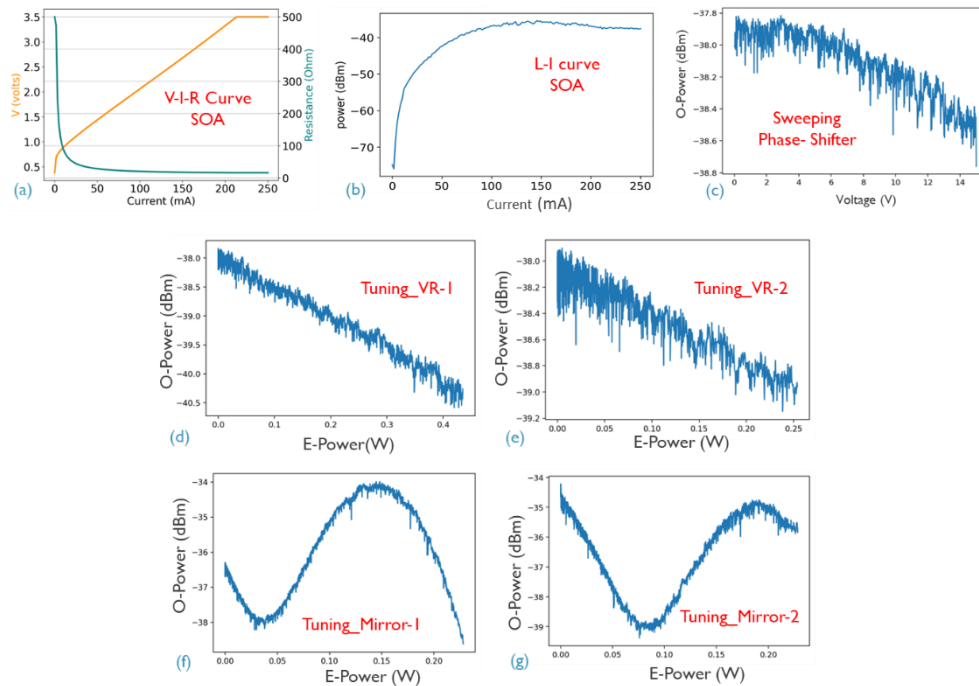 3.5
3.0
2.5
2.0
1.5
1.0
0.5
V (volts)
500
400
300
200
100
0
Resistance (Ohm)
V-I-R Curve
SOA
0 50 100 150 200 250
Current (mA)
(a)
−40
−50
−60
−70
power (dBm)
L-I curve
SOA
0 50 100 150 200 250
Current (mA)
(b)
−37.8
−38.0
−38.2
−38.4
−38.6
−38.8
O-Power (dBm)
Sweeping
Phase- Shifter
0 2 4 6 8 10 12 14
Voltage (V)
(c)
−38.0
−38.5
−39.0
−39.5
−40.0
−40.5
O-Power (dBm)
Tuning_VR-1
0.0 0.1 0.2 0.3 0.4
E-Power(W)
(d)
−38.0
−38.2
−38.4
−38.6
−38.8
−39.0
−39.2
O-Power (dBm)
Tuning_VR-2
0.00 0.05 0.10 0.15 0.20 0.25
E-Power(W)
(e)
−34
−35
−36
−37
−38
O-Power (dBm)
Tuning_Mirror-1
0.00 0.05 0.10 0.15 0.20
E-Power (W)
(f)
−34
−35
−36
−37
−38
−39
O-Power (dBm)
Tuning_Mirror-2
0.00 0.05 0.10 0.15 0.20
E-Power (W)
(g)